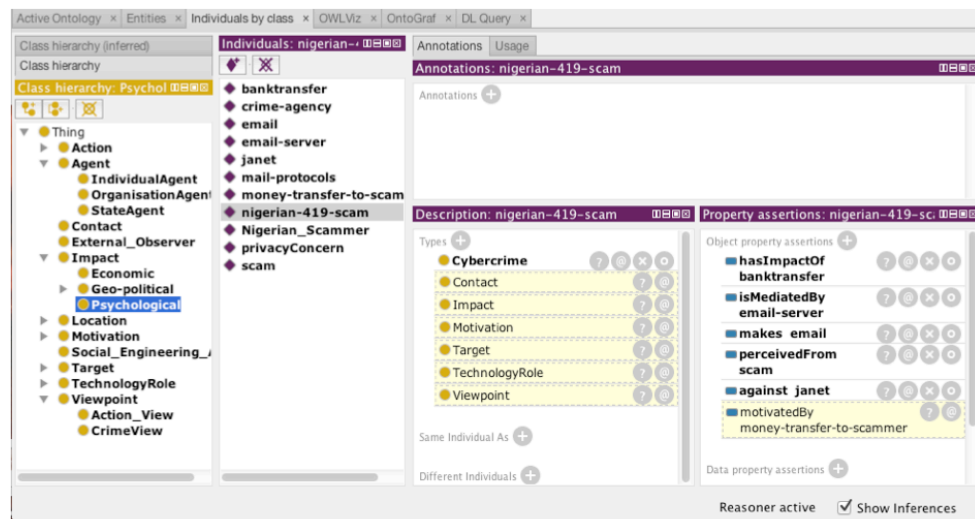 Active Ontology × Entities × Individuals by class × OWLViz × OntoGraf × DL Query ×
Class hierarchy (inferred)
Class hierarchy
Class hierarchy: Psychol
Thing
Action
Agent
IndividualAgent
OrganisationAgent
StateAgent
Contact
External_Observer
Impact
Economic
Geo-political
Psychological
Location
Motivation
Social_Engineering_
Target
TechnologyRole
Viewpoint
Action_View
CrimeView
Individuals: nigerian-
banktransfer
crime-agency
email
email-server
janet
mail-protocols
money-transfer-to-scam
nigerian-419-scam
Nigerian_Scammer
privacyConcern
scam
Annotations Usage
Annotations: nigerian-419-scam
Annotations
Description: nigerian-419-scam
Types
Cybercrime
Contact
Impact
Motivation
Target
TechnologyRole
Viewpoint
Same Individual As
Different Individuals
Property assertions: nigerian-419-sc
Object property assertions
hasImpactOf
banktransfer
isMediatedBy
email-server
makes email
perceivedFrom
scam
against janet
motivatedBy
money-transfer-to-scammer
Data property assertions
Reasoner active Show Inferences